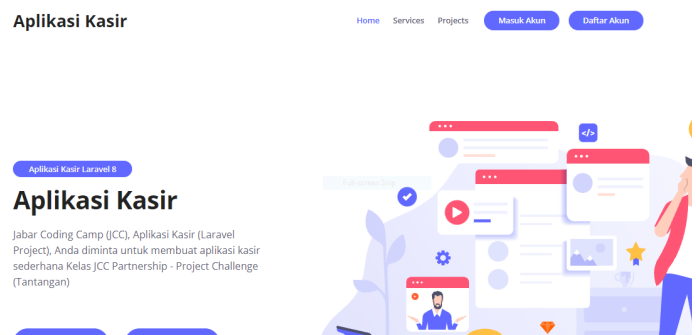 Aplikasi Kasir
Home Services Projects Masuk Akun Daftar Akun
Aplikasi Kasir Laravel 8
Aplikasi Kasir
Jabar Coding Camp (JCC), Aplikasi Kasir (Laravel
Project), Anda diminta untuk membuat aplikasi kasir
sederhana Kelas JCC Partnership - Project Challenge
(Tantangan)
</>